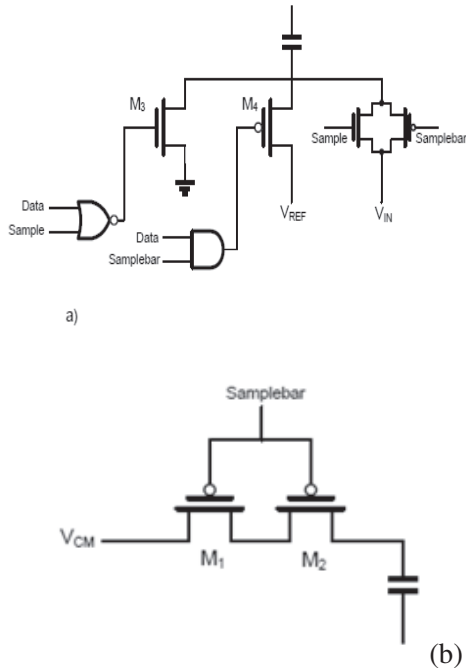 M3
M4
Sample
Samplebar
Data
Sample
Data
Samplebar
VREF
VIN
a)
Samplebar
VCM
M1
M2
(b)